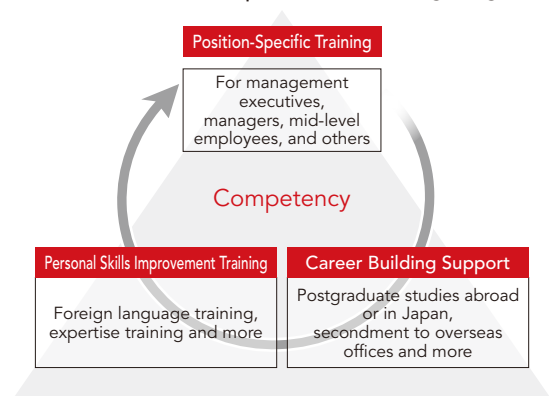 Position-Specific Training
For management
executives,
managers, mid-level
employees, and others
Competency
Personal Skills Improvement Training
Foreign language training,
expertise training and more
Career Building Support
Postgraduate studies abroad
or in Japan,
secondment to overseas
offices and more